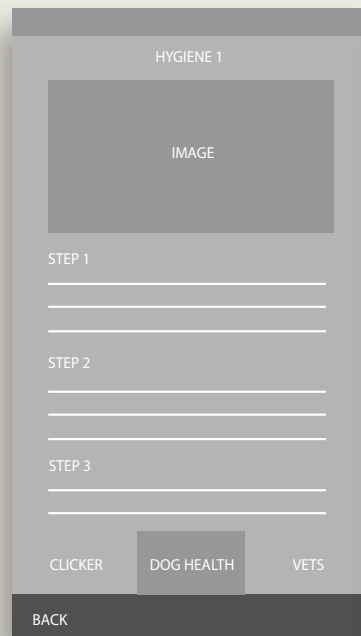 HYGIENE 1
IMAGE
STEP 1
STEP 2
STEP 3
CLICKER DOG HEALTH VETS
BACK